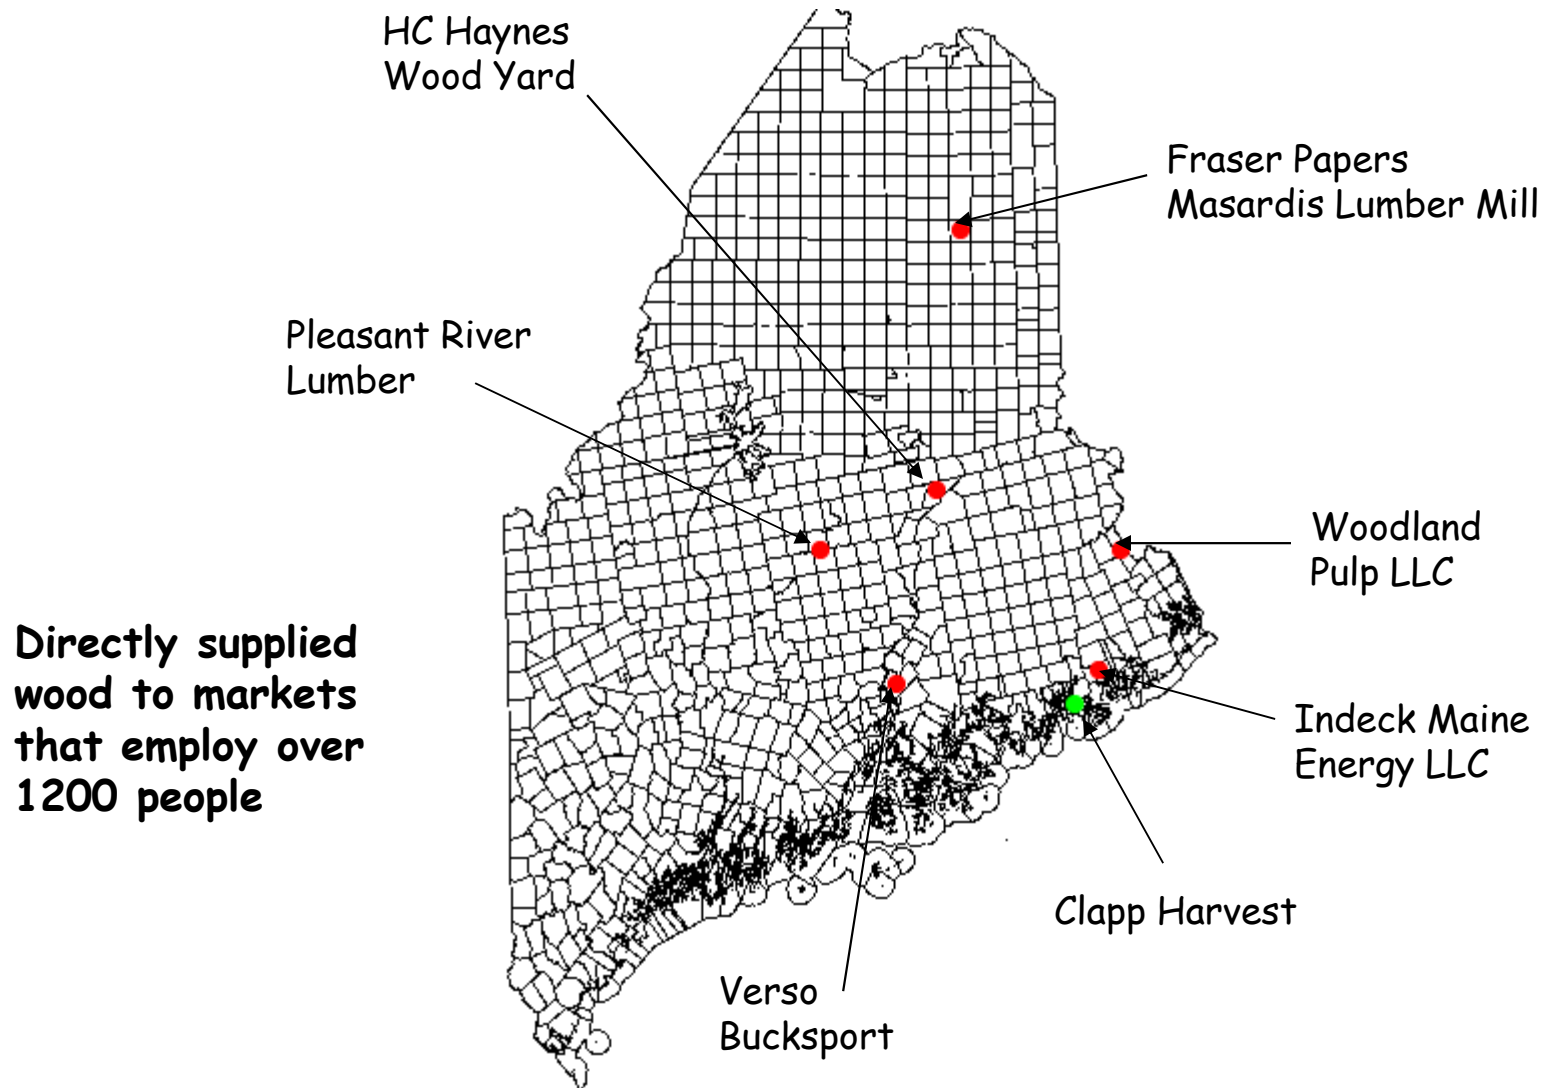 HC Haynes
Wood Yard
Fraser Papers
Masardis Lumber Mill
Pleasant River
Lumber
Woodland
Pulp LLC
Directly supplied
wood to markets
that employ over
1200 people
Indeck Maine
Energy LLC
Clapp Harvest
Verso
Bucksport